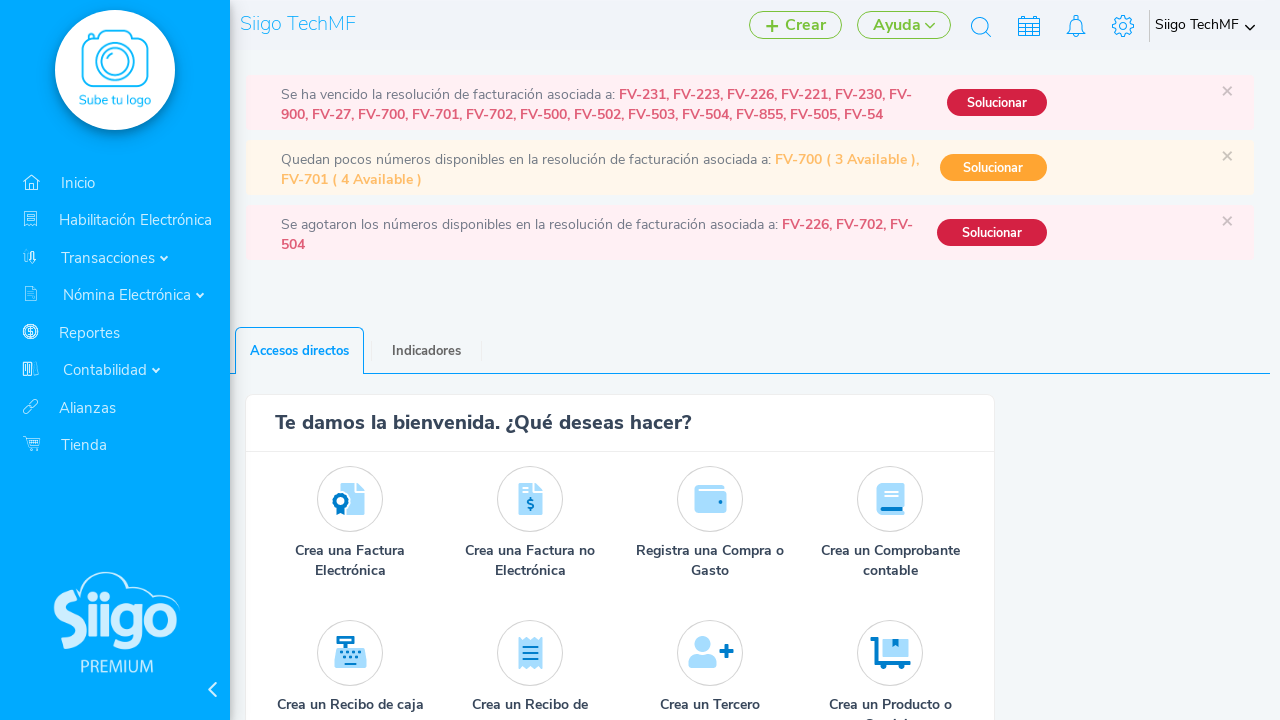 Sube tu logo
Siigo TechMF
Crear
Ayuda
Siigo TechMF
Inicio
Habilitación Electrónica
Transacciones
Nómina Electrónica
Reportes
Contabilidad
Alianzas
Tienda
Siigo
PREMIUM
Se ha vencido la resolución de facturación asociada a: FV-231, FV-223, FV-226, FV-221, FV-230, FV-
900, FV-27, FV-700, FV-701, FV-702, FV-500, FV-502, FV-503, FV-504, FV-855, FV-505, FV-54
Solucionar
Quedan pocos números disponibles en la resolución de facturación asociada a: FV-700 ( 3 Available ),
FV-701 ( 4 Available )
Solucionar
Se agotaron los números disponibles en la resolución de facturación asociada a: FV-226, FV-702, FV-
504
Solucionar
Accesos directos
Indicadores
Te damos la bienvenida. ¿Qué deseas hacer?
Crea una Factura
Electrónica
Crea una Factura no
Electrónica
Registra una Compra o
Gasto
Crea un Comprobante
contable
Crea un Recibo de caja
Crea un Recibo de
Crea un Tercero
Crea un Producto o